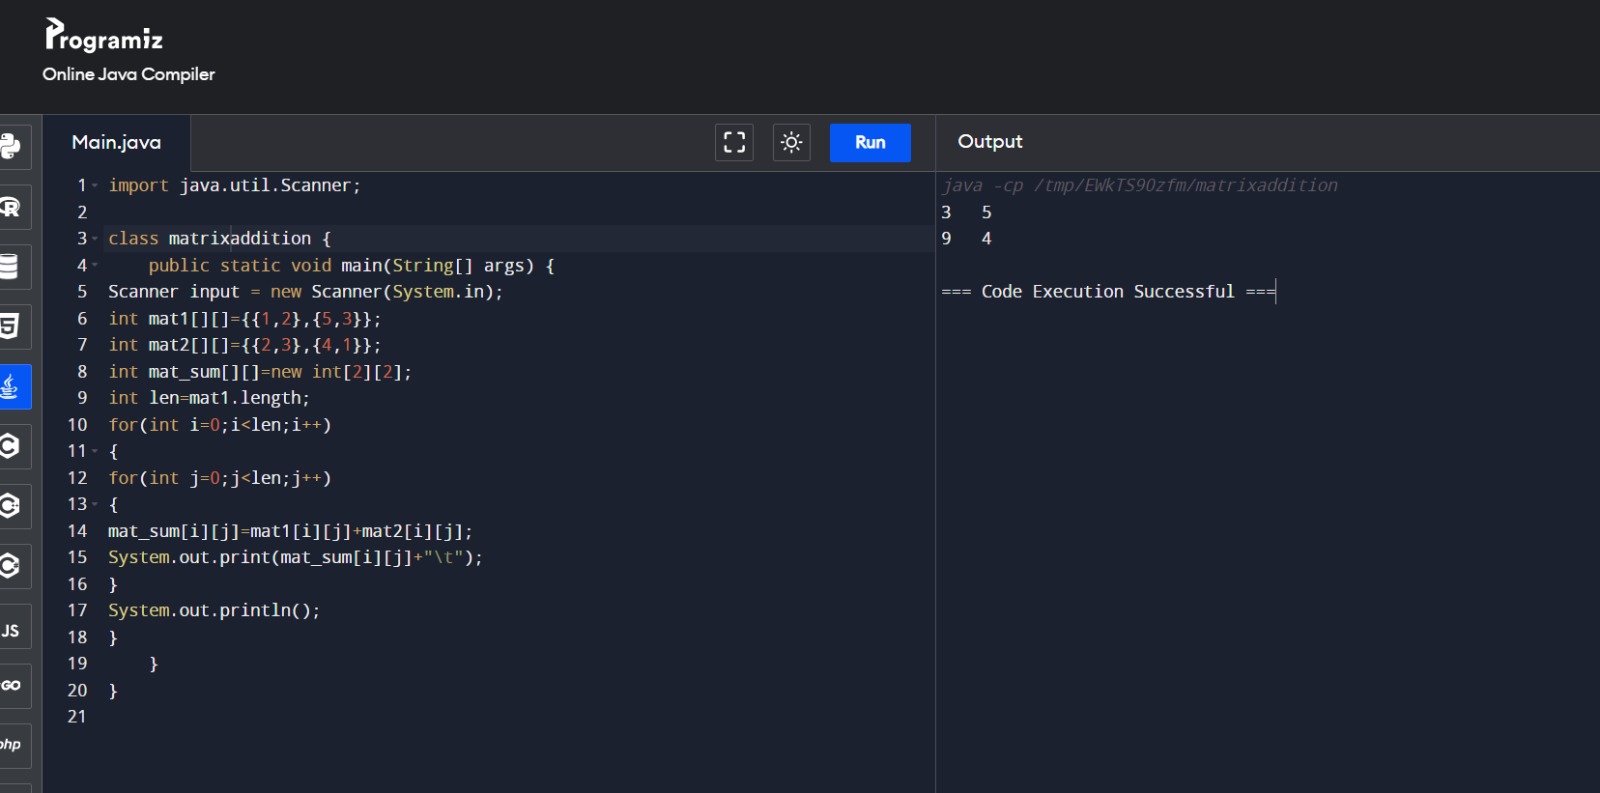 Programiz
Online Java Compiler
Main.java
Run
Output
1 import java.util.Scanner;
2
3 class matrixaddition {
4     public static void main(String[] args) {
5 Scanner input = new Scanner(System.in);
6 int mat1[][]={{1,2},{5,3}};
7 int mat2[][]={{2,3},{4,1}};
8 int mat_sum[][]=new int[2][2];
9 int len=mat1.length;
10 for(int i=0;i<len;i++)
11 {
12 for(int j=0;j<len;j++)
13 {
14 mat_sum[i][j]=mat1[i][j]+mat2[i][j];
15 System.out.print(mat_sum[i][j]+"\t");
16 }
17 System.out.println();
18 }
19     }
20 }
21
java -cp /tmp/EWkTS9Ozfm/matrixaddition
3   5
9   4
=== Code Execution Successful ===
R
5
C
C
C
JS
GO
php